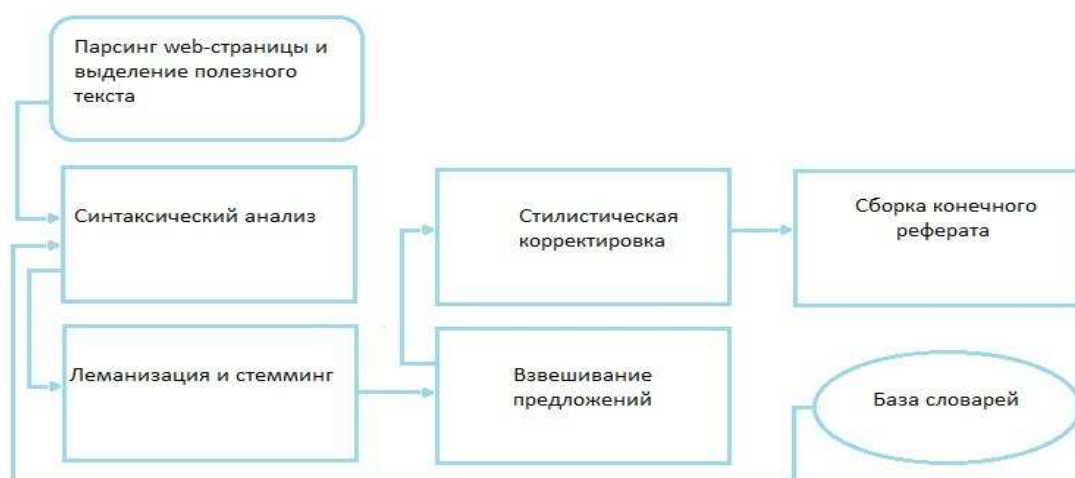 Парсинг web-страницы и
выделение полезного
текста
Синтаксический анализ
Стилистическая
корректировка
Сборка конечного
реферата
Леманизация и стемминг
Взвешивание
предложений
База словарей